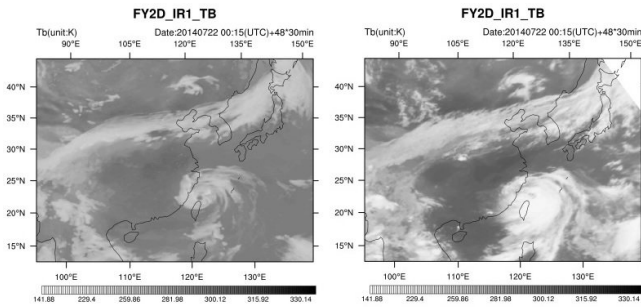 FY2D_IR1_TB
Tb(unit:K) Date:20140722 00:15(UTC)+48*30min
90°E 105°E 120°E 135°E 150°E
40°N
35°N
30°N
25°N
20°N
15°N
100°E 110°E 120°E 130°E
141.88 229.4 259.86 281.98 300.12 315.92 330.14
FY2D_IR1_TB
Tb(unit:K) Date:20140722 00:15(UTC)+48*30min
90°E 105°E 120°E 135°E 150°E
40°N
35°N
30°N
25°N
20°N
15°N
100°E 110°E 120°E 130°E
141.88 229.4 259.86 281.98 300.12 315.92 330.14